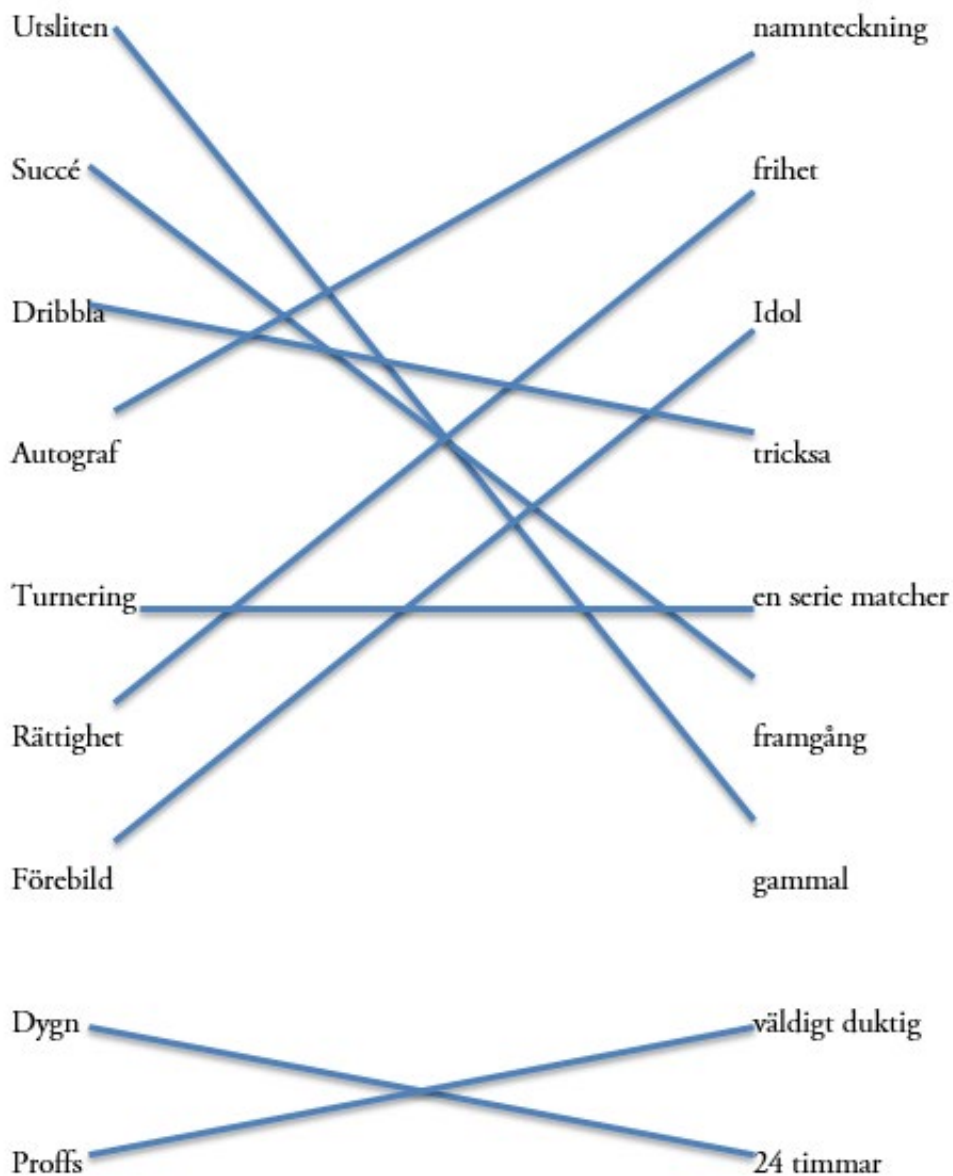 Utsliten namnteckning
Succé frihet
Dribbla Idol
Autograf tricksa
Turnering en serie matcher
Rättighet framgång
Förebild gammal
Dygn väldigt duktig
Proffs 24 timmar